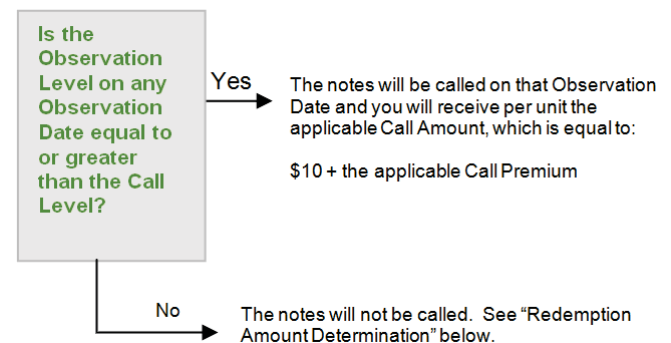 Is the
Observation
Level on any
Observation
Date equal to
or greater
than the Call
Level?
Yes
The notes will be called on that Observation
Date and you will receive per unit the
applicable Call Amount, which is equal to:
$10 + the applicable Call Premium
No
The notes will not be called.  See “Redemption
Amount Determination” below.